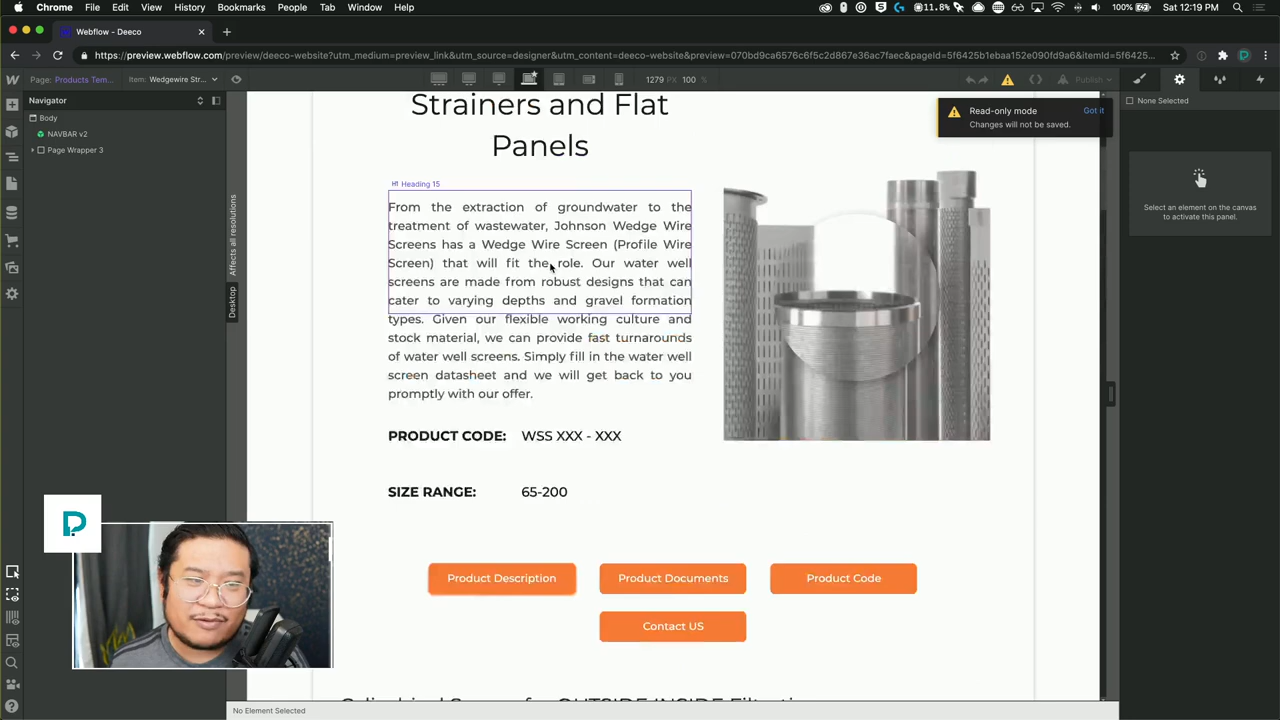 Chrome File Edit View History Bookmarks People Tab Window Help
11.8% 100% Sat 12:19 PM
Webflow - Deeco
https://preview.webflow.com/preview/deeco-website?utm_medium=preview_link&utm_source=designer&utm_content=deeco-website&preview=070bd9ca6576c6f5c2d867e36ac7faec&pageId=5f6425b1ebaa152e090fd9a6&itemId=5f6425...
Page: Products Tem... Item: Wedgewire Str... 1279 PX 100 % Publish
Navigator
Body
NAVBAR v2
Page Wrapper 3
Affects all resolutions
Desktop
Strainers and Flat
Panels
H1 Heading 15
From the extraction of groundwater to the
treatment of wastewater, Johnson Wedge Wire
Screens has a Wedge Wire Screen (Profile Wire
Screen) that will fit the role. Our water well
screens are made from robust designs that can
cater to varying depths and gravel formation
types. Given our flexible working culture and
stock material, we can provide fast turnarounds
of water well screens. Simply fill in the water well
screen datasheet and we will get back to you
promptly with our offer.
PRODUCT CODE: WSS XXX - XXX
SIZE RANGE: 65-200
Product Description Product Documents Product Code
Contact US
Read-only mode Got it
Changes will not be saved.
None Selected
Select an element on the canvas
to activate this panel.
No Element Selected